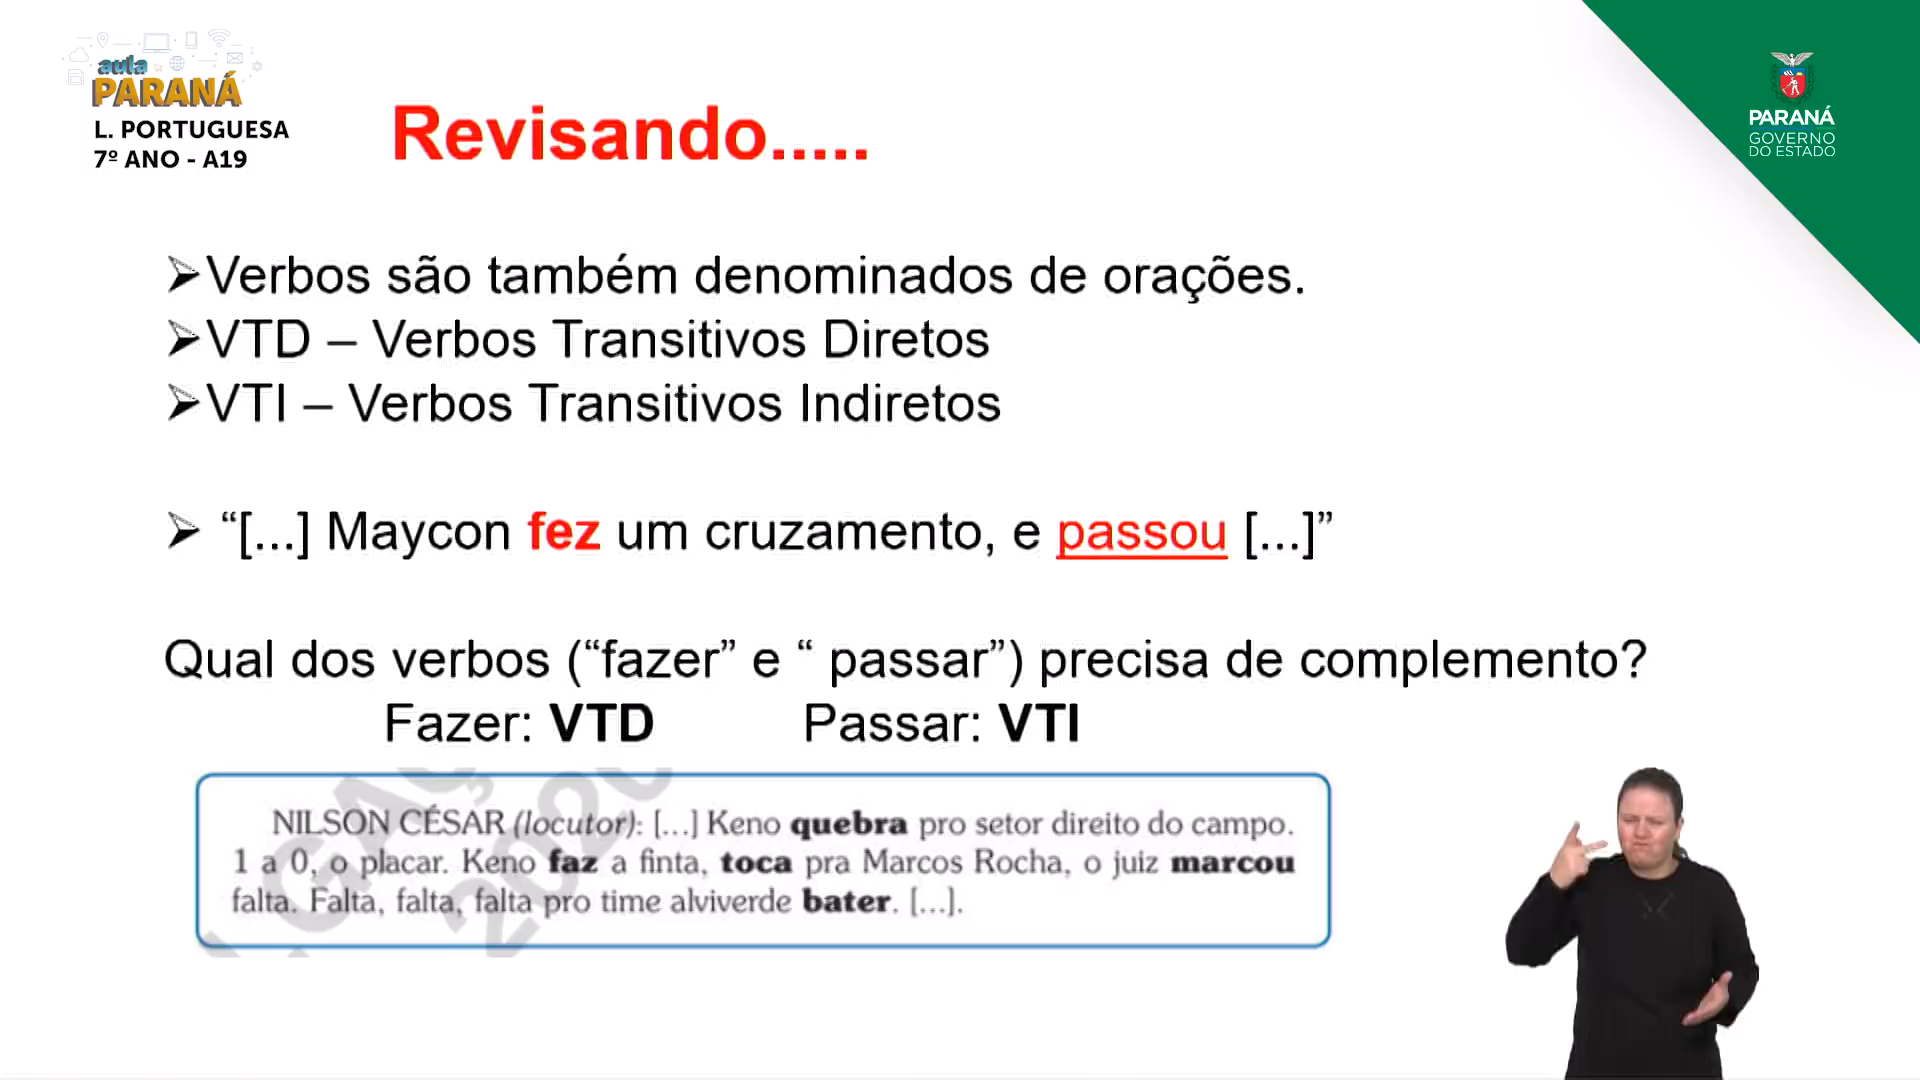 aula
PARANÁ
L. PORTUGUESA
7º ANO - A19
Revisando.....
PARANÁ
GOVERNO
DO ESTADO
➢Verbos são também denominados de orações.
➢VTD – Verbos Transitivos Diretos
➢VTI – Verbos Transitivos Indiretos
➢ “[...] Maycon fez um cruzamento, e passou [...]”
Qual dos verbos (“fazer” e “ passar”) precisa de complemento?
Fazer: VTD Passar: VTI
NILSON CÉSAR (locutor): [...] Keno quebra pro setor direito do campo.
1 a 0, o placar. Keno faz a finta, toca pra Marcos Rocha, o juiz marcou
falta. Falta, falta, falta pro time alviverde bater. [...].